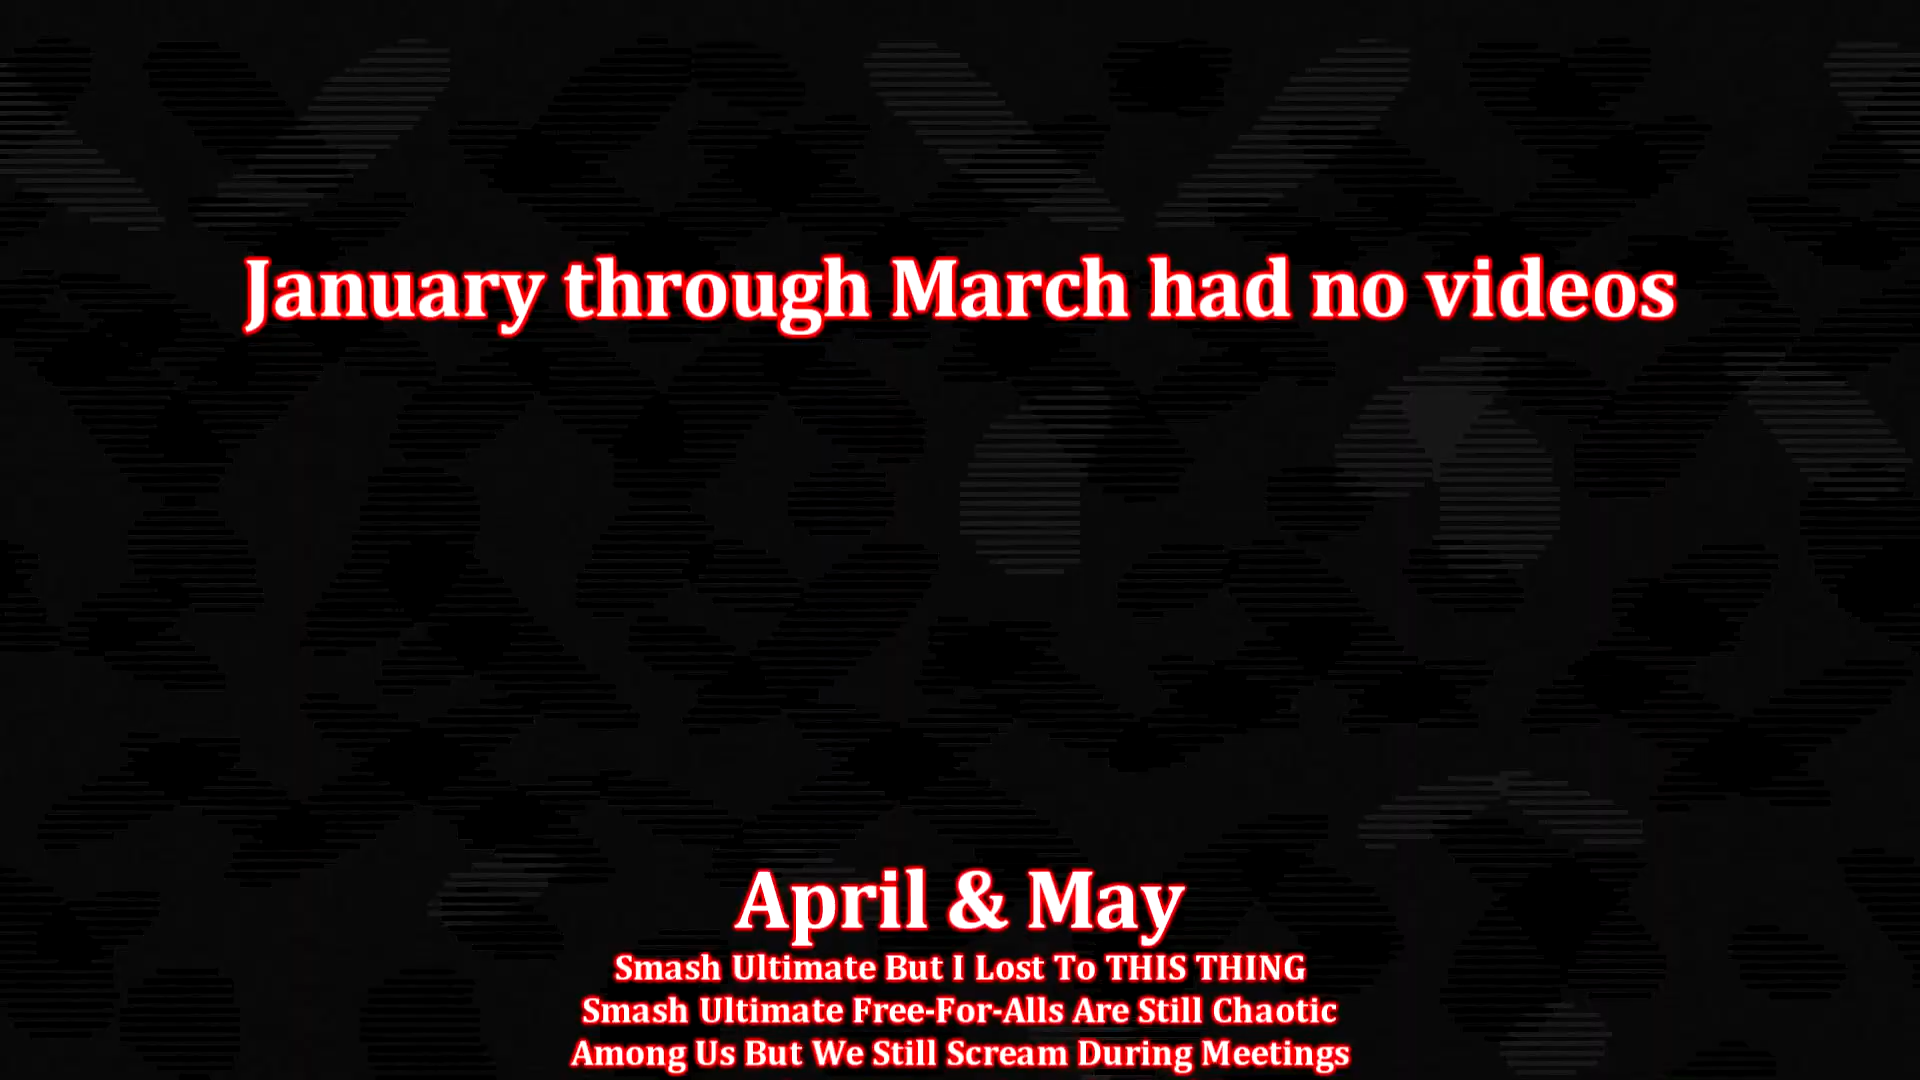 January through March had no videos
April & May
Smash Ultimate But I Lost To THIS THING
Smash Ultimate Free-For-Alls Are Still Chaotic
Among Us But We Still Scream During Meetings